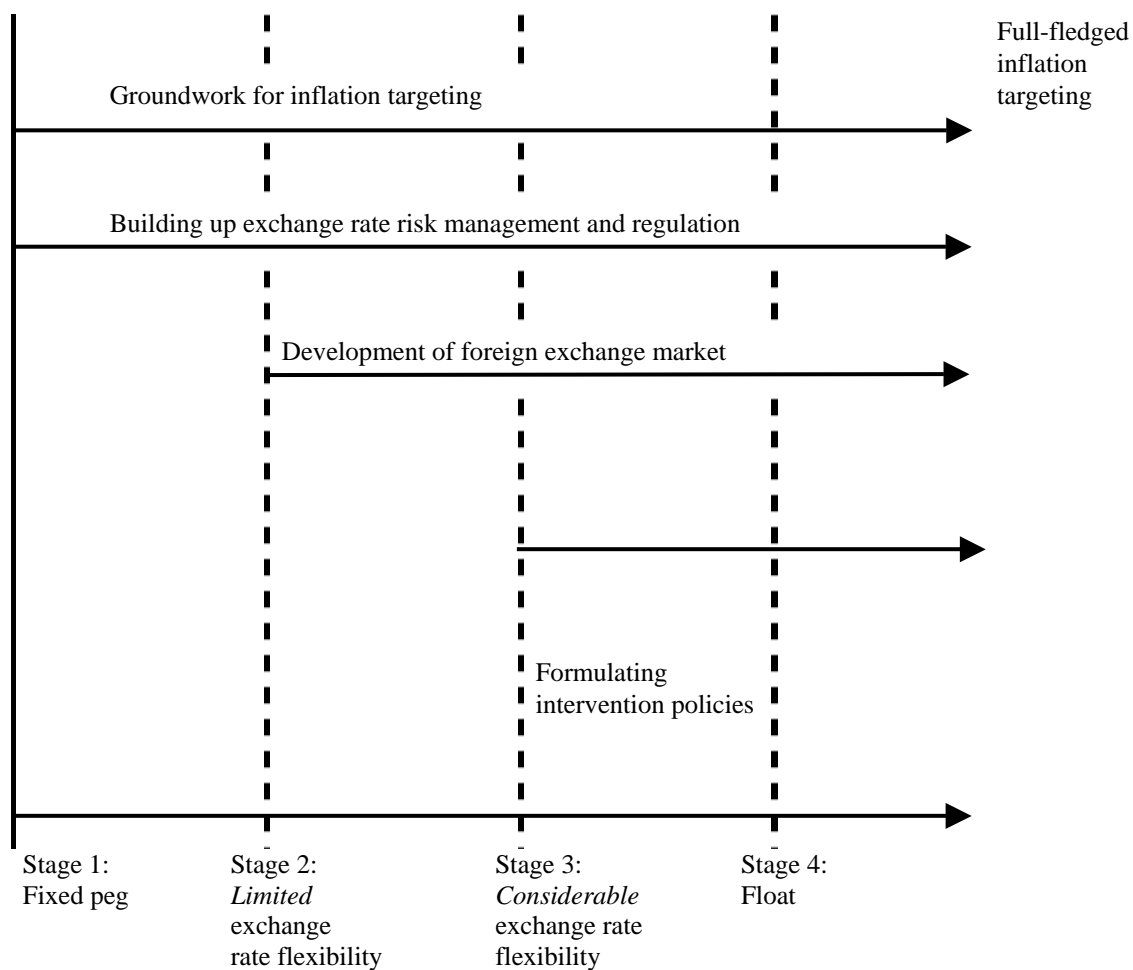 Full-fledged
inflation
targeting
Groundwork for inflation targeting
Building up exchange rate risk management and regulation
Development of foreign exchange market
Formulating
intervention policies
Stage 1:
Fixed peg
Stage 2:
Limited
exchange
rate flexibility
Stage 3:
Considerable
exchange rate
flexibility
Stage 4:
Float